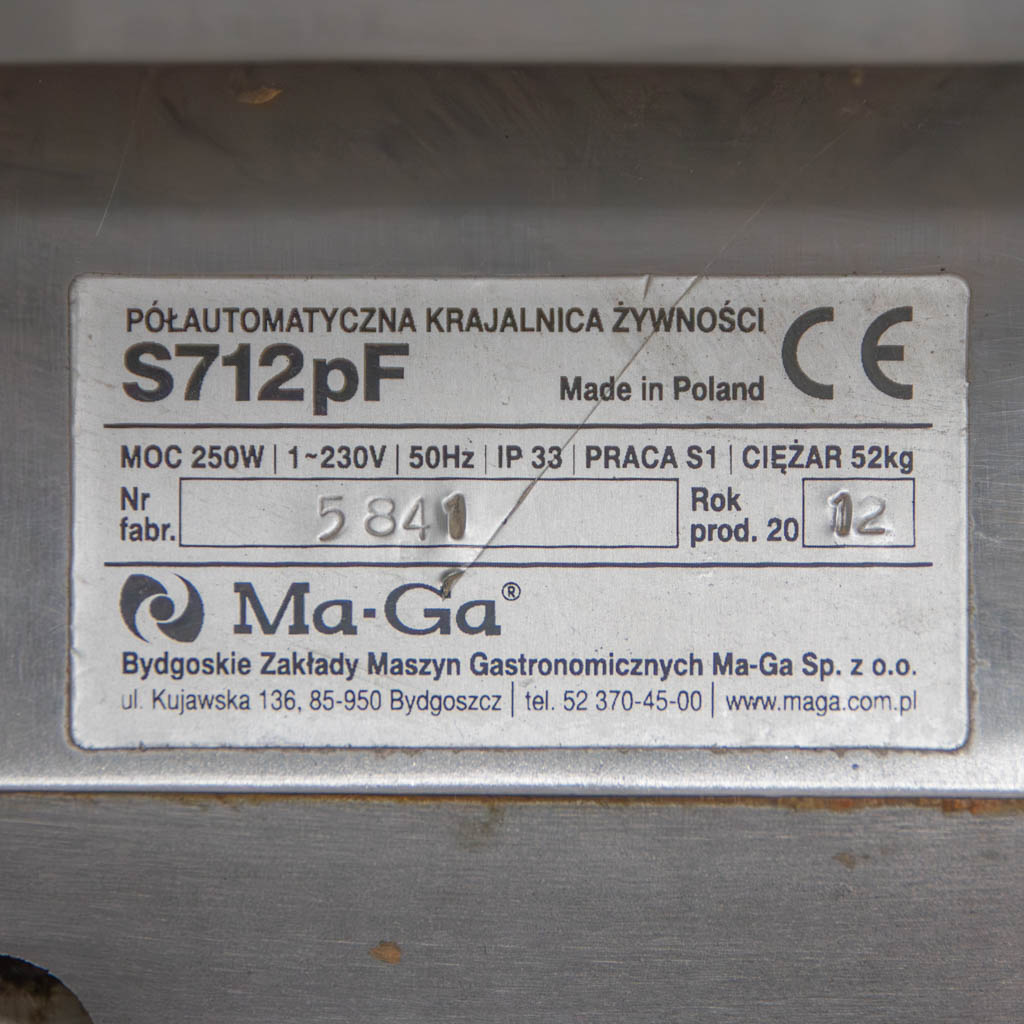 PÓŁAUTOMATYCZNA KRAJALNICA ŻYWNOŚCI CE
S712pF Made in Poland
MOC 250W | 1~230V | 50Hz | IP 33 | PRACA S1 | CIĘŻAR 52kg
Nr fabr. 5841 Rok prod. 20 12
Ma-Ga®
Bydgoskie Zakłady Maszyn Gastronomicznych Ma-Ga Sp. z o.o.
ul. Kujawska 136, 85-950 Bydgoszcz | tel. 52 370-45-00 | www.maga.com.pl